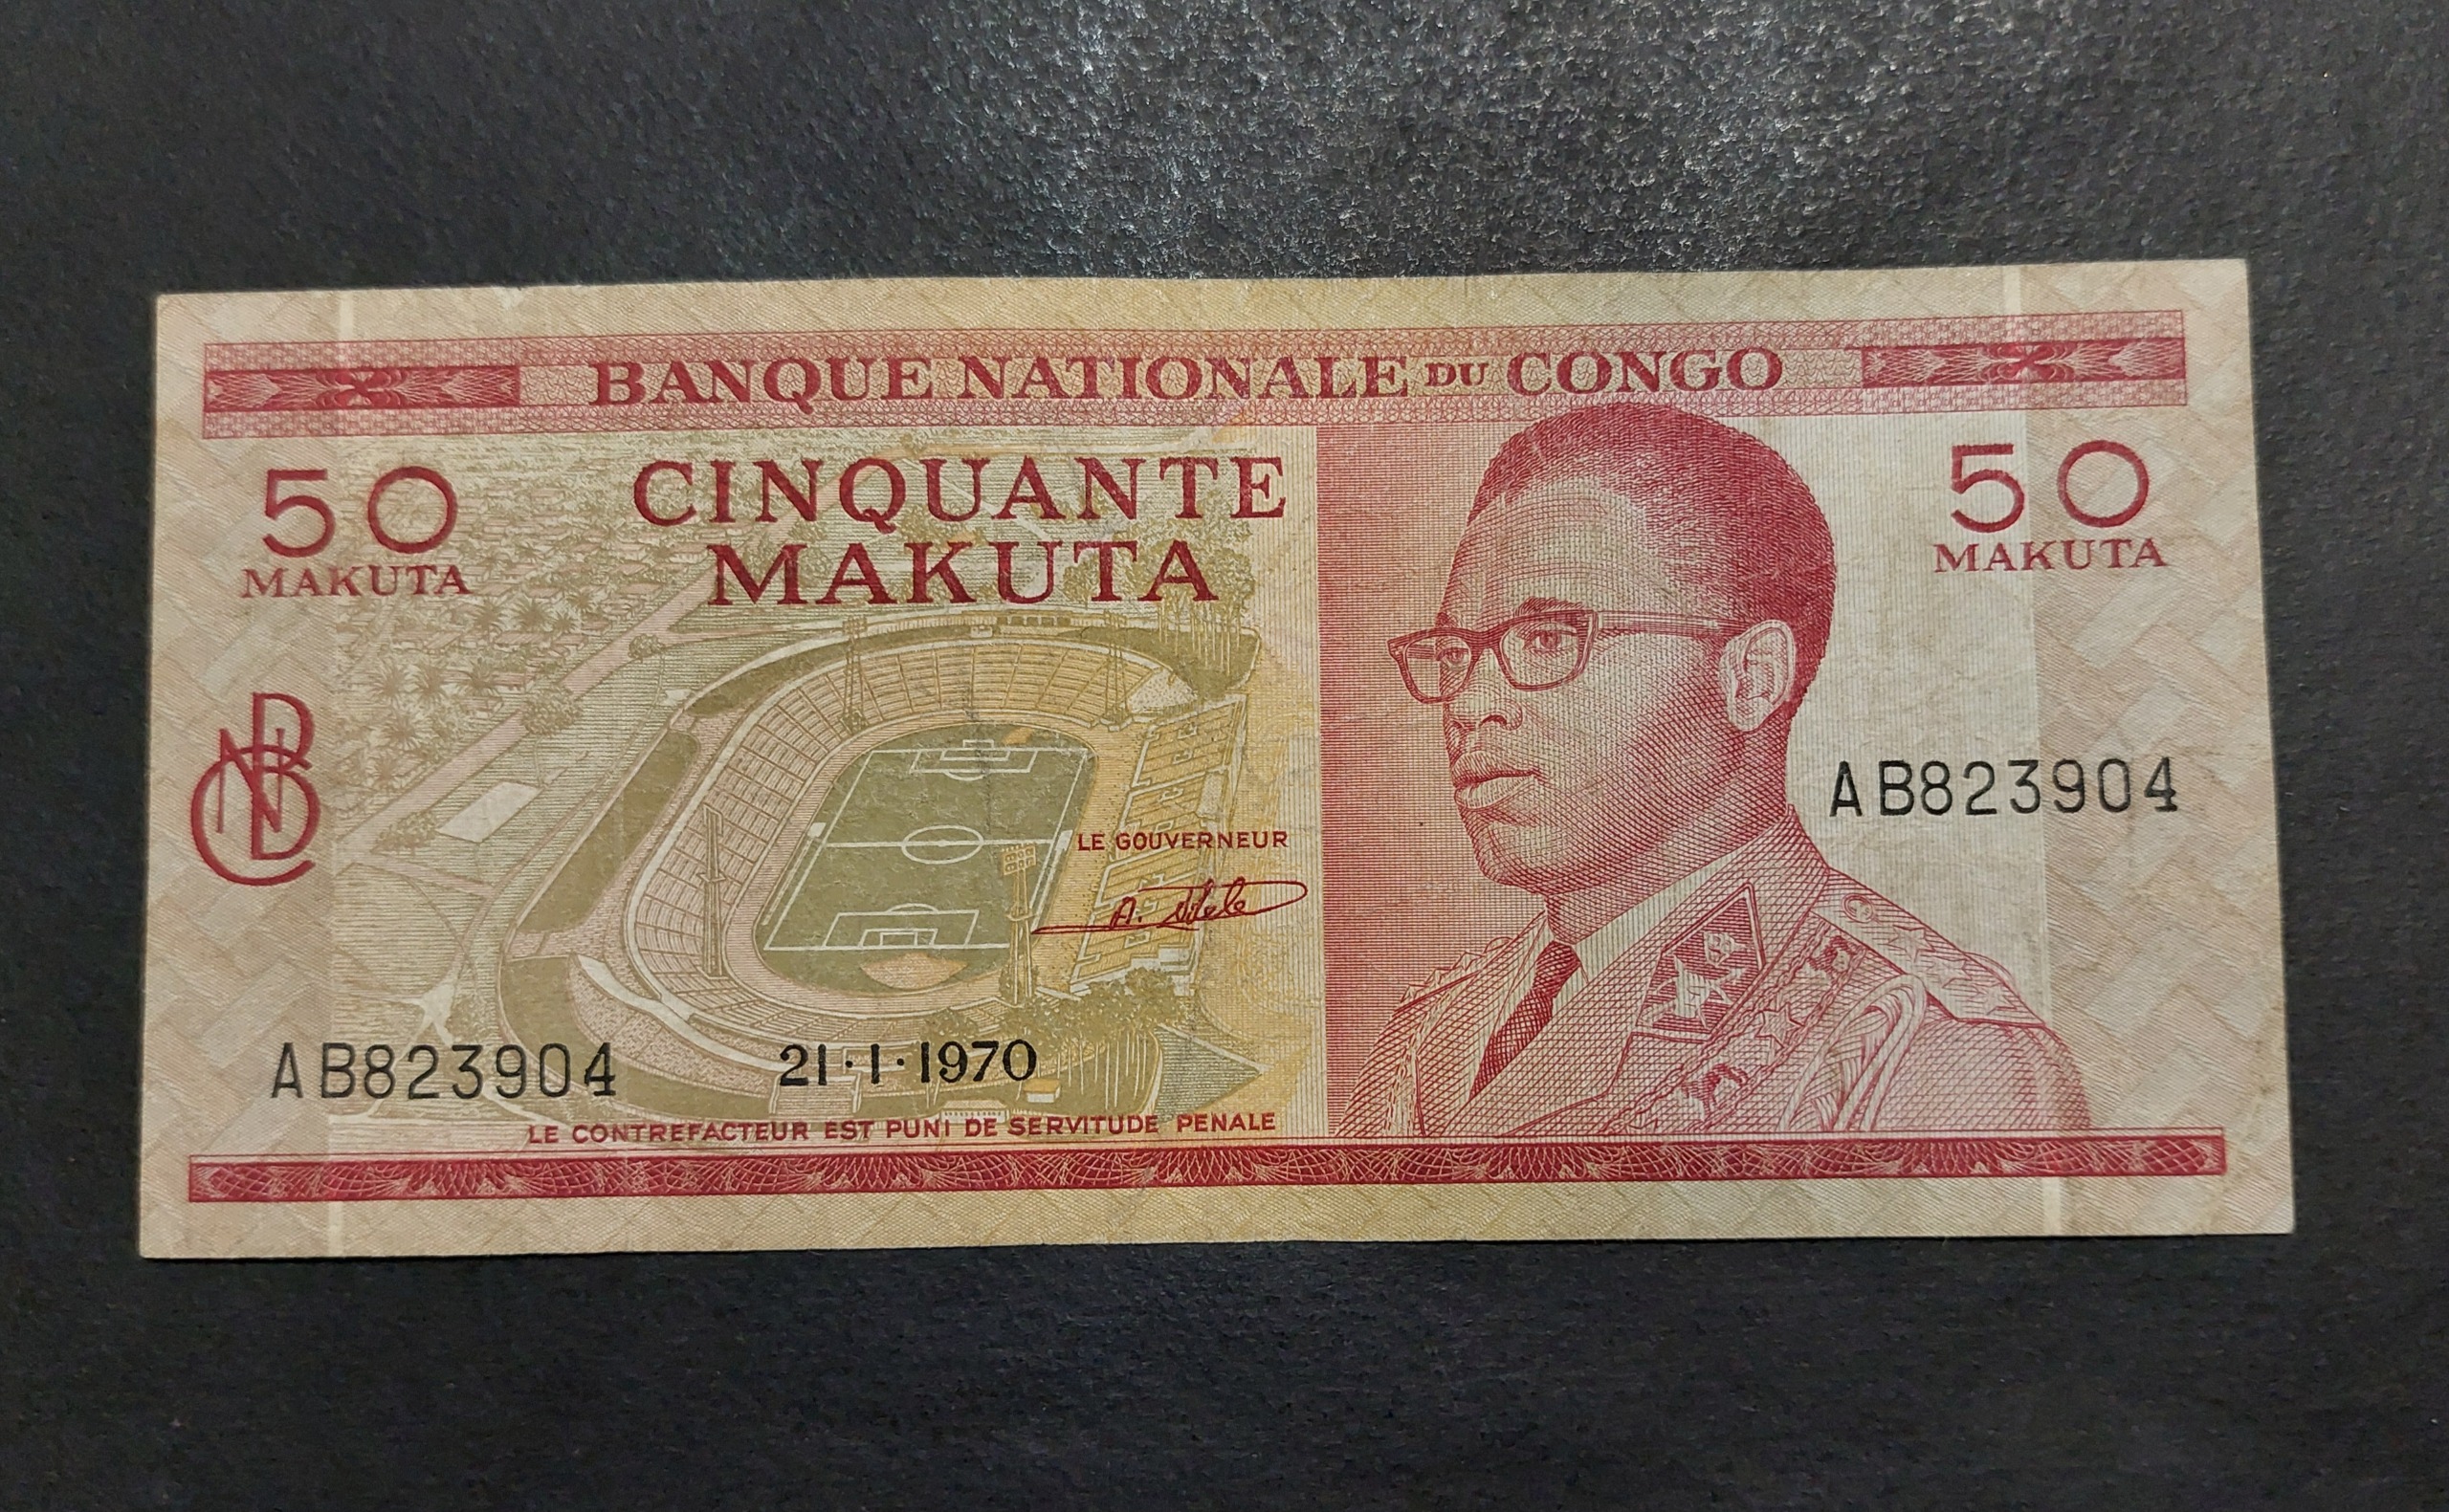 BANQUE NATIONALE DU CONGO
50
MAKUTA
CINQUANTE
MAKUTA
50
MAKUTA
BNC
AB823904
LE GOUVERNEUR
AB823904
21·1·1970
LE CONTREFACTEUR EST PUNI DE SERVITUDE PENALE